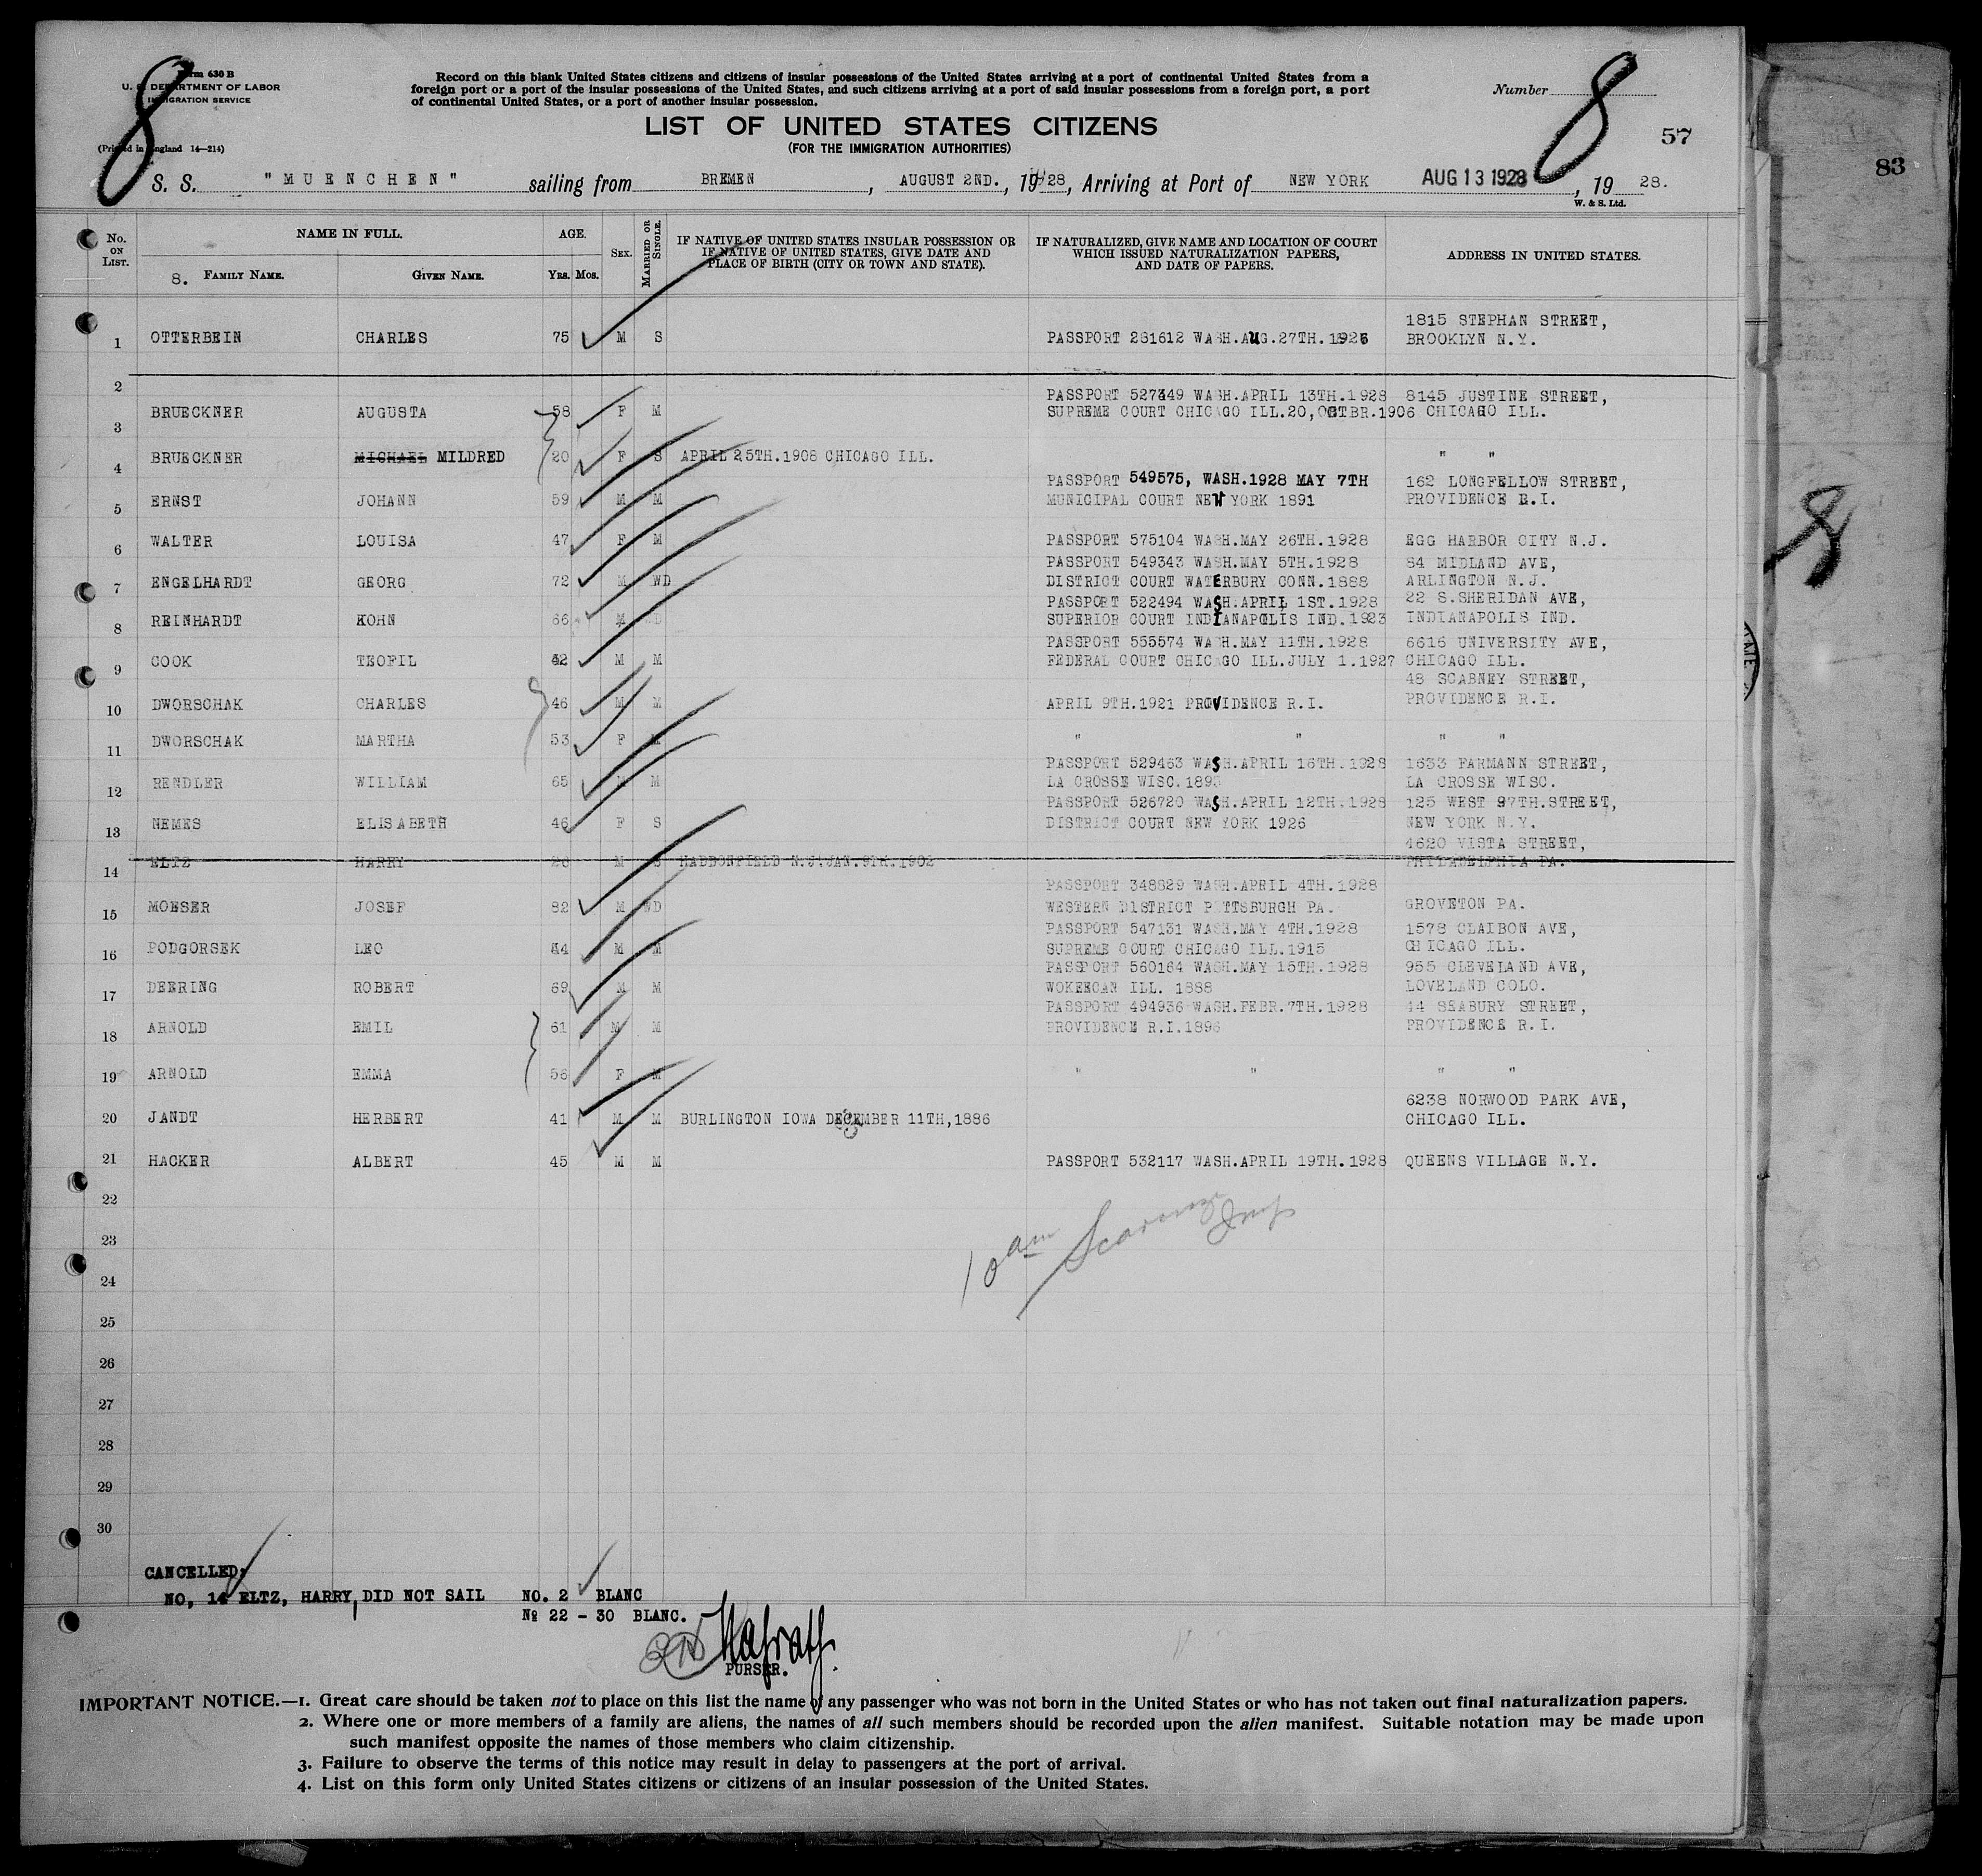 8
Form 630 B
U. S. DEPARTMENT OF LABOR
IMMIGRATION SERVICE
(Printed in England 14—214)
Record on this blank United States citizens and citizens of insular possessions of the United States arriving at a port of continental United States from a
foreign port or a port of the insular possessions of the United States, and such citizens arriving at a port of said insular possessions from a foreign port, a port
of continental United States, or a port of another insular possession.
LIST OF UNITED STATES CITIZENS
(FOR THE IMMIGRATION AUTHORITIES)
Number
8
57
83
S. S. "MUENCHEN" sailing from BREMEN, AUGUST 2ND., 1928, Arriving at Port of NEW YORK AUG 13 1928, 19 28.
W. & S. Ltd.
No. ON LIST. NAME IN FULL. AGE. SEX. MARRIED OR SINGLE. IF NATIVE OF UNITED STATES INSULAR POSSESSION OR IF NATIVE OF UNITED STATES, GIVE DATE AND PLACE OF BIRTH (CITY OR TOWN AND STATE). IF NATURALIZED, GIVE NAME AND LOCATION OF COURT WHICH ISSUED NATURALIZATION PAPERS, AND DATE OF PAPERS. ADDRESS IN UNITED STATES.
8. FAMILY NAME. GIVEN NAME. YRS. MOS.
1815 STEPHAN STREET,
1 OTTERBEIN CHARLES 75 M S PASSPORT 281612 WASH.AUG.27TH.1926 BROOKLYN N.Y.
2
PASSPORT 527349 WASH.APRIL 13TH.1928 8145 JUSTINE STREET,
3 BRUECKNER AUGUSTA 58 F M SUPREME COURT CHICAGO ILL.20,OCTBR.1906 CHICAGO ILL.
4 BRUECKNER MICHAEL MILDRED 20 F S APRIL 25TH.1908 CHICAGO ILL. " "
PASSPORT 549575, WASH.1928 MAY 7TH 162 LONGFELLOW STREET,
5 ERNST JOHANN 59 M M MUNICIPAL COURT NEW YORK 1891 PROVIDENCE R.I.
6 WALTER LOUISA 47 F M PASSPORT 575104 WASH.MAY 26TH.1928 EGG HARBOR CITY N.J.
PASSPORT 549343 WASH.MAY 5TH.1928 84 MIDLAND AVE,
7 ENGELHARDT GEORG 72 M WD DISTRICT COURT WATERBURY CONN.1888 ARLINGTON N.J.
PASSPORT 522494 WASH.APRIL 1ST.1928 22 S.SHERIDAN AVE,
8 REINHARDT KOHN 66 M WD SUPERIOR COURT INDIANAPOLIS IND.1923 INDIANAPOLIS IND.
PASSPORT 555574 WASH.MAY 11TH.1928 6616 UNIVERSITY AVE,
9 COOK TEOFIL 42 M M FEDERAL COURT CHICAGO ILL.JULY 1.1927 CHICAGO ILL.
48 SCABNEY STREET,
10 DWORSCHAK CHARLES 46 M M APRIL 9TH.1921 PROVIDENCE R.I. PROVIDENCE R.I.
11 DWORSCHAK MARTHA 53 F M " " " "
PASSPORT 529463 WASH.APRIL 16TH.1928 1633 FARMANN STREET,
12 RENDLER WILLIAM 65 M M LA CROSSE WISC.1893 LA CROSSE WISC.
PASSPORT 526720 WASH.APRIL 12TH.1928 125 WEST 97TH.STREET,
13 NEMES ELISABETH 46 F S DISTRICT COURT NEW YORK 1926 NEW YORK N.Y.
4620 VISTA STREET,
14 ELTZ HARRY 26 M S HADDONFIELD N.J.JAN.9TH.1902 PHILADELPHIA PA.
PASSPORT 348829 WASH.APRIL 4TH.1928
15 MOESER JOSEF 82 M WD WESTERN DISTRICT PITTSBURGH PA. GROVETON PA.
PASSPORT 547131 WASH.MAY 4TH.1928 1578 CLAIBON AVE,
16 PODGORSEK LEO 44 M M SUPREME COURT CHICAGO ILL.1915 CHICAGO ILL.
PASSPORT 560164 WASH.MAY 15TH.1928 955 CLEVELAND AVE,
17 DEERING ROBERT 69 M M WOKEECAN ILL. 1888 LOVELAND COLO.
PASSPORT 494936 WASH.FEBR.7TH.1928 44 SEABURY STREET,
18 ARNOLD EMIL 61 M M PROVIDENCE R.I.1896 PROVIDENCE R.I.
19 ARNOLD EMMA 56 F M " " " "
6238 NORWOOD PARK AVE,
20 JANDT HERBERT 41 M M BURLINGTON IOWA DECEMBER 11TH,1886 CHICAGO ILL.
21 HACKER ALBERT 45 M M PASSPORT 532117 WASH.APRIL 19TH.1928 QUEENS VILLAGE N.Y.
22
23
24
25
26
27
28
29
30
8
10 am
CANCELLED:
NO, 14 ELTZ, HARRY, DID NOT SAIL NO. 2 BLANC
No 22 - 30 BLANC.
PURSER.
IMPORTANT NOTICE.—1. Great care should be taken not to place on this list the name of any passenger who was not born in the United States or who has not taken out final naturalization papers.
2. Where one or more members of a family are aliens, the names of all such members should be recorded upon the alien manifest. Suitable notation may be made upon
such manifest opposite the names of those members who claim citizenship.
3. Failure to observe the terms of this notice may result in delay to passengers at the port of arrival.
4. List on this form only United States citizens or citizens of an insular possession of the United States.